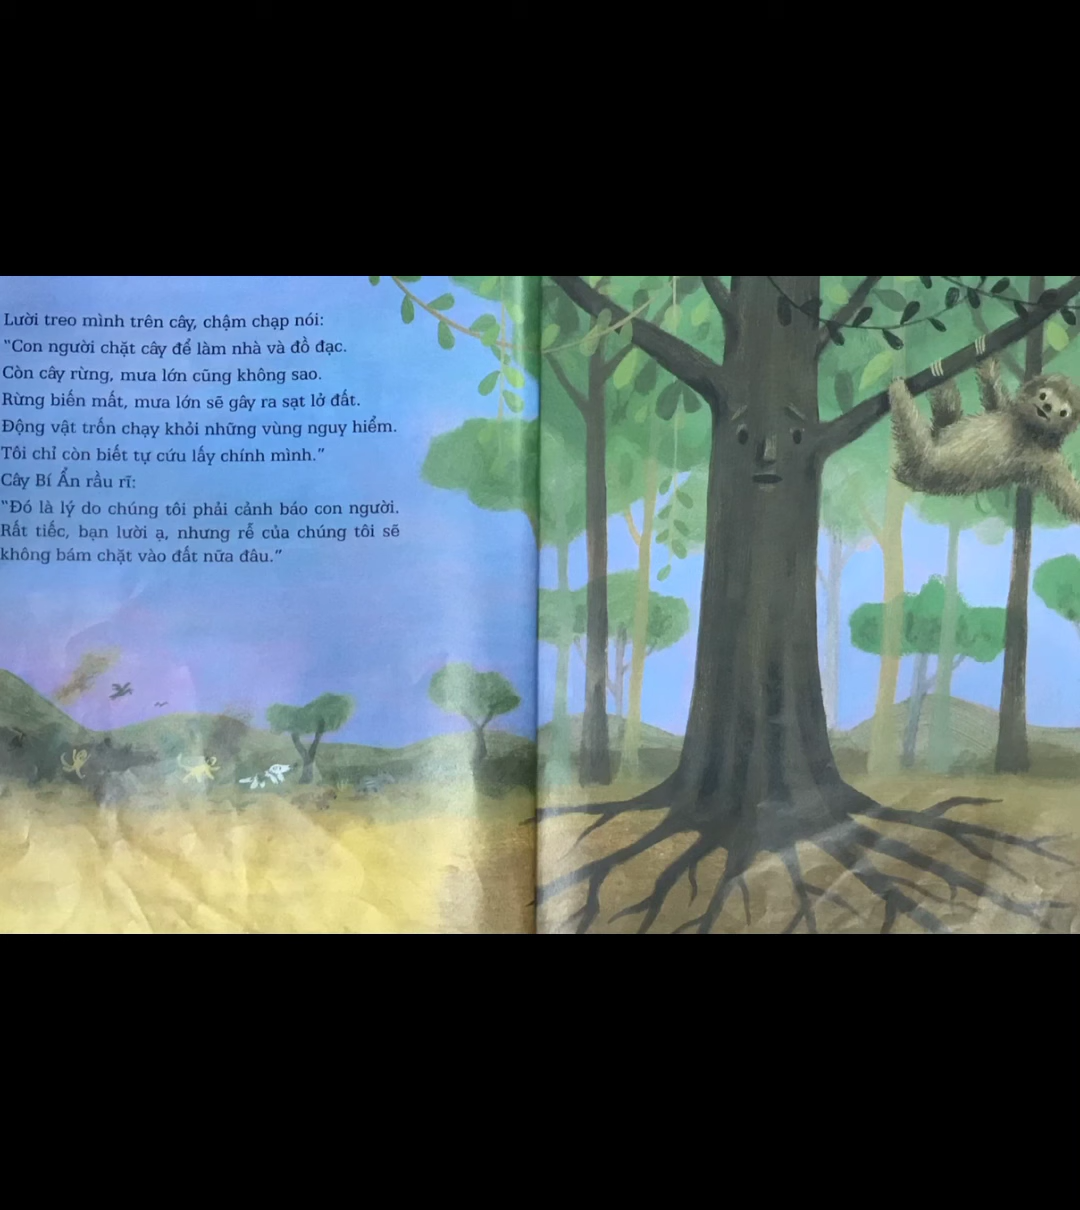 Lười treo mình trên cây, chậm chạp nói:
"Con người chặt cây để làm nhà và đồ đạc.
Còn cây rừng, mưa lớn cũng không sao.
Rừng biến mất, mưa lớn sẽ gây ra sạt lở đất.
Động vật trốn chạy khỏi những vùng nguy hiểm.
Tôi chỉ còn biết tự cứu lấy chính mình."
Cây Bí Ẩn rầu rĩ:
"Đó là lý do chúng tôi phải cảnh báo con người.
Rất tiếc, bạn lười ạ, nhưng rễ của chúng tôi sẽ
không bám chặt vào đất nữa đâu."